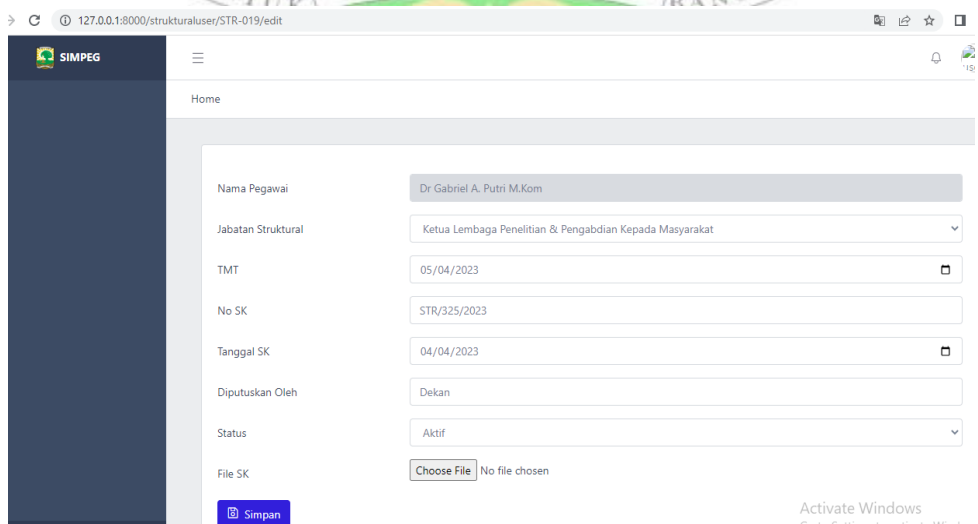 127.0.0.1:8000/strukturaluser/STR-019/edit
SIMPEG
Home
Nama Pegawai Dr Gabriel A. Putri M.Kom
Jabatan Struktural Ketua Lembaga Penelitian & Pengabdian Kepada Masyarakat
TMT 05/04/2023
No SK STR/325/2023
Tanggal SK 04/04/2023
Diputuskan Oleh Dekan
Status Aktif
File SK Choose File No file chosen
Simpan
Activate Windows